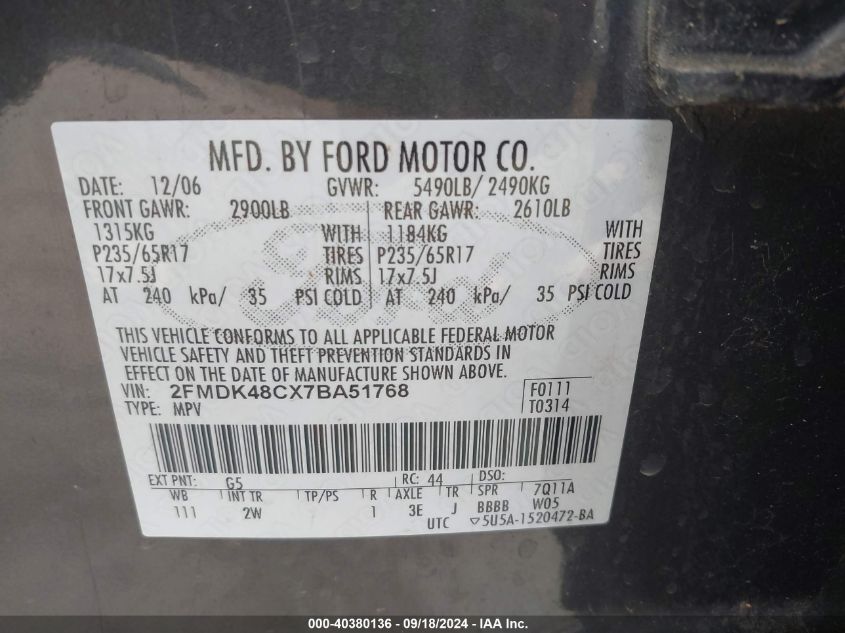 MFD. BY FORD MOTOR CO.
DATE: 12/06 GVWR: 5490LB/ 2490KG
FRONT GAWR: 2900LB REAR GAWR: 2610LB
1315KG WITH 1184KG WITH
P235/65R17 TIRES P235/65R17 TIRES
17x7.5J RIMS 17x7.5J RIMS
AT 240 kPa/ 35 PSI COLD AT 240 kPa/ 35 PSI COLD
THIS VEHICLE CONFORMS TO ALL APPLICABLE FEDERAL MOTOR
VEHICLE SAFETY AND THEFT PREVENTION STANDARDS IN
EFFECT ON THE DATE OF MANUFACTURE SHOWN ABOVE.
VIN: 2FMDK48CX7BA51768 F0111
TYPE: MPV T0314
EXT PNT: G5 RC: 44 DSO:
WB INT TR TP/PS R AXLE TR SPR 7Q11A
111 2W 1 3E J BBBB W05
UTC ▽5U5A-1520472-BA
000-40380136 - 09/18/2024 - IAA Inc.